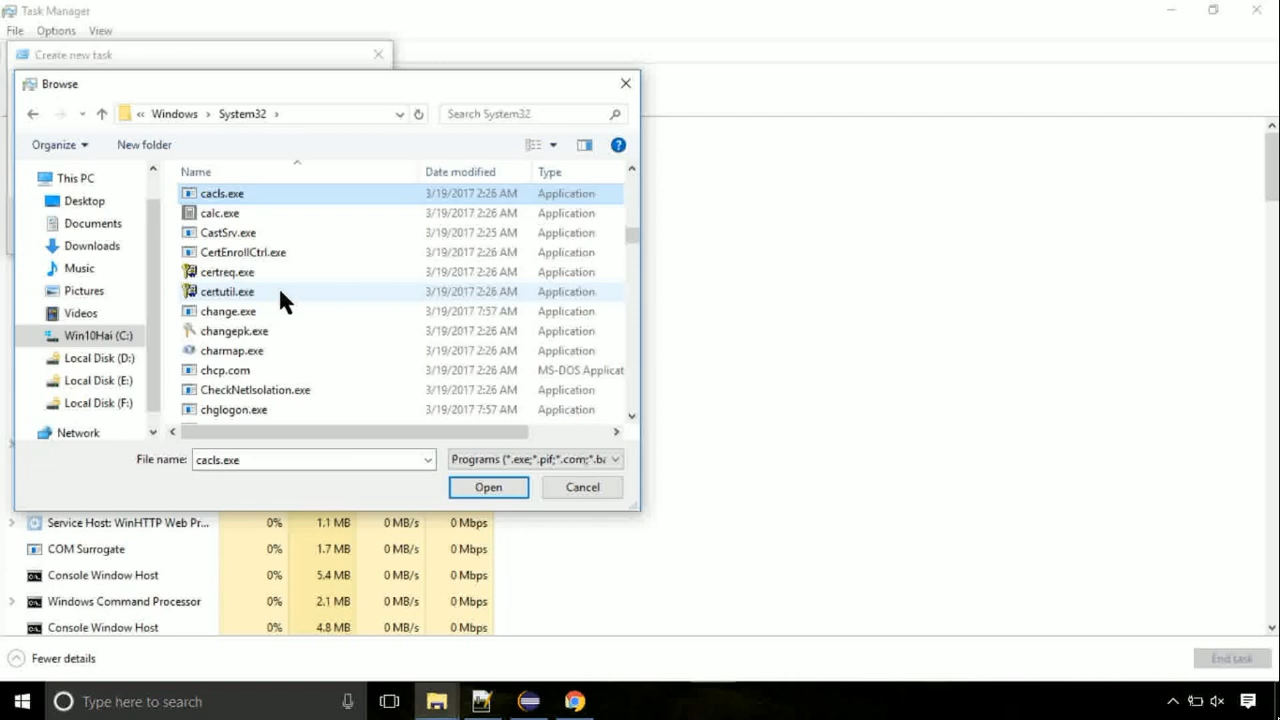 Task Manager
File Options View
Create new task
Browse
« Windows › System32 ›
Search System32
Organize
New folder
Name Date modified Type
This PC
Desktop
Documents
Downloads
Music
Pictures
Videos
Win10Hai (C:)
Local Disk (D:)
Local Disk (E:)
Local Disk (F:)
Network
cacls.exe 3/19/2017 2:26 AM Application
calc.exe 3/19/2017 2:26 AM Application
CastSrv.exe 3/19/2017 2:25 AM Application
CertEnrollCtrl.exe 3/19/2017 2:26 AM Application
certreq.exe 3/19/2017 2:26 AM Application
certutil.exe 3/19/2017 2:26 AM Application
change.exe 3/19/2017 7:57 AM Application
changepk.exe 3/19/2017 2:26 AM Application
charmap.exe 3/19/2017 2:26 AM Application
chcp.com 3/19/2017 2:26 AM MS-DOS Applicat
CheckNetIsolation.exe 3/19/2017 2:26 AM Application
chglogon.exe 3/19/2017 7:57 AM Application
File name: cacls.exe
Programs (*.exe;*.pif;*.com;*.ba
Open
Cancel
Service Host: WinHTTP Web Pr... 0% 1.1 MB 0 MB/s 0 Mbps
COM Surrogate 0% 1.7 MB 0 MB/s 0 Mbps
Console Window Host 0% 5.4 MB 0 MB/s 0 Mbps
Windows Command Processor 0% 2.1 MB 0 MB/s 0 Mbps
Console Window Host 0% 4.8 MB 0 MB/s 0 Mbps
Fewer details
End task
Type here to search